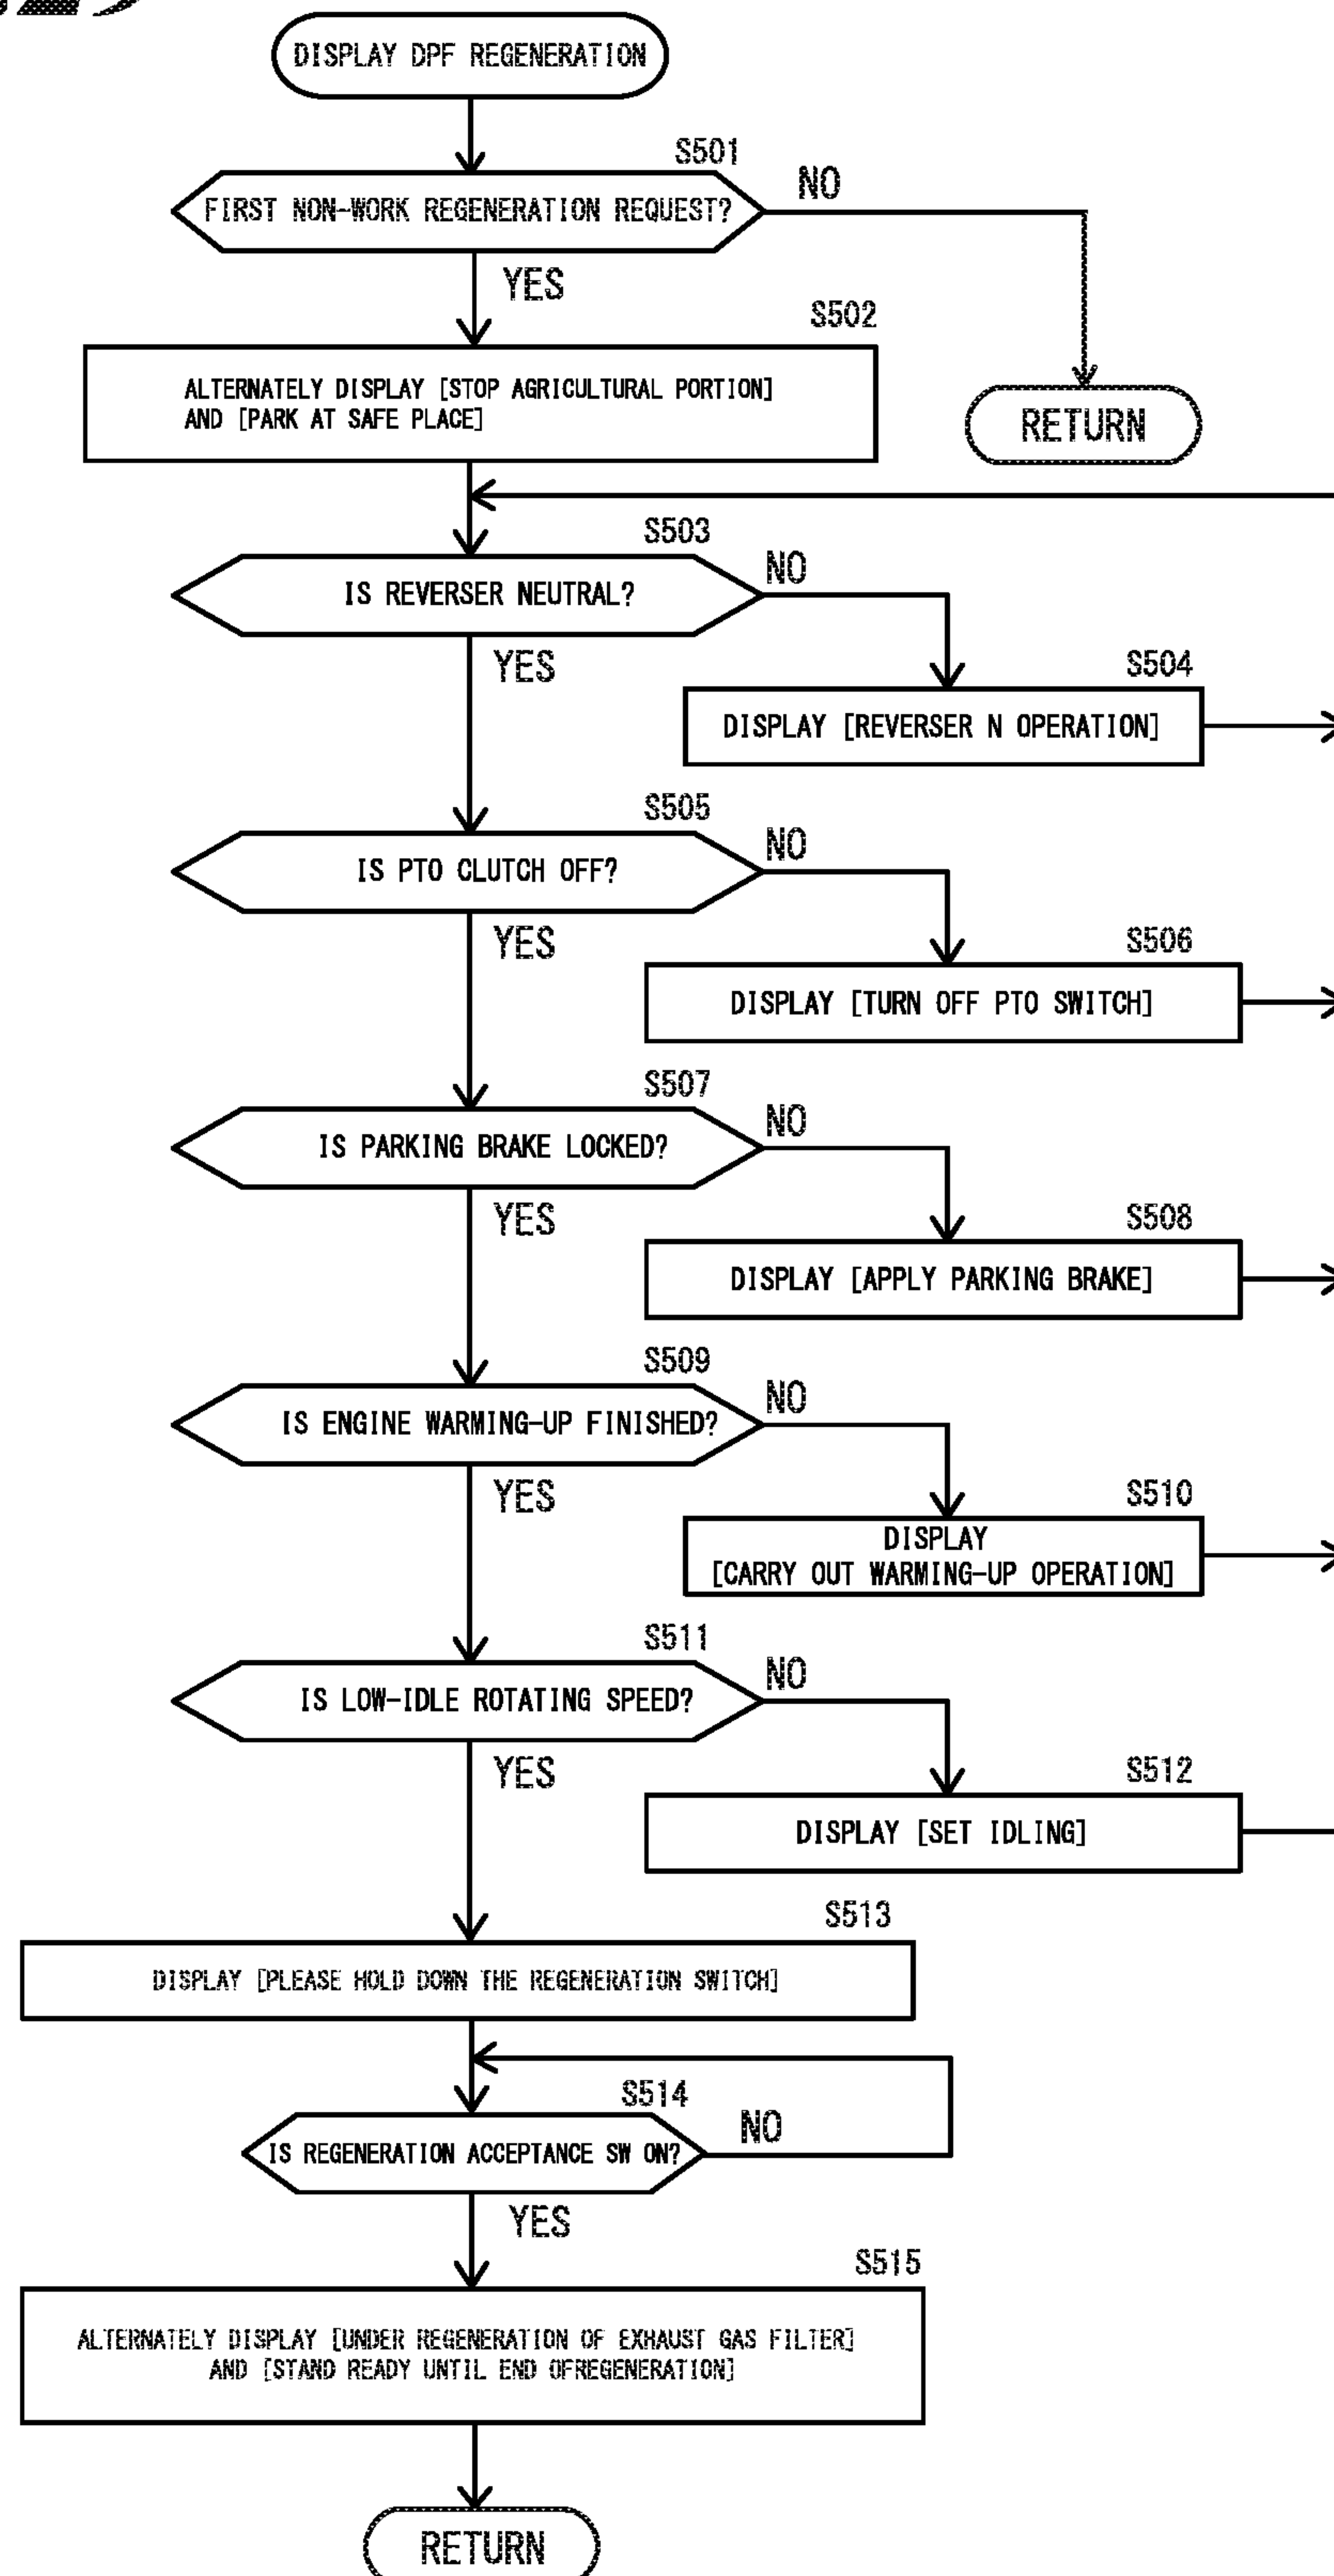 DISPLAY DPF REGENERATION
S501
FIRST NON-WORK REGENERATION REQUEST?
NO
YES
S502
ALTERNATELY DISPLAY [STOP AGRICULTURAL PORTION]
AND [PARK AT SAFE PLACE]
RETURN
S503
IS REVERSER NEUTRAL?
NO
YES
S504
DISPLAY [REVERSER N OPERATION]
S505
IS PTO CLUTCH OFF?
NO
YES
S506
DISPLAY [TURN OFF PTO SWITCH]
S507
IS PARKING BRAKE LOCKED?
NO
YES
S508
DISPLAY [APPLY PARKING BRAKE]
S509
IS ENGINE WARMING-UP FINISHED?
NO
YES
S510
DISPLAY
[CARRY OUT WARMING-UP OPERATION]
S511
IS LOW-IDLE ROTATING SPEED?
NO
YES
S512
DISPLAY [SET IDLING]
S513
DISPLAY [PLEASE HOLD DOWN THE REGENERATION SWITCH]
S514
IS REGENERATION ACCEPTANCE SW ON?
NO
YES
S515
ALTERNATELY DISPLAY [UNDER REGENERATION OF EXHAUST GAS FILTER]
AND [STAND READY UNTIL END OFREGENERATION]
RETURN